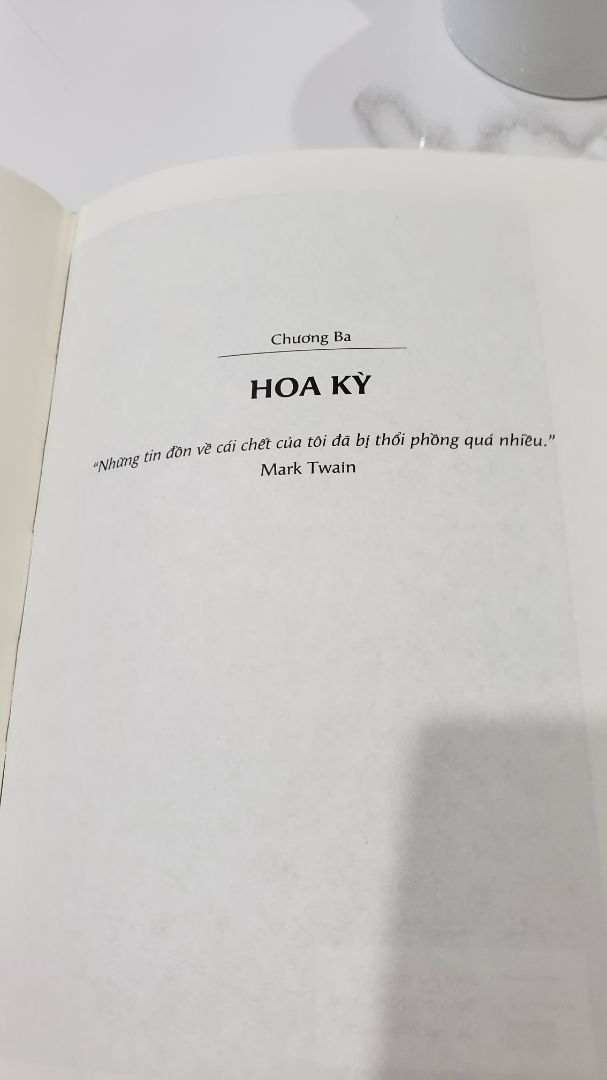 Chương Ba
HOA KỲ
“Những tin đồn về cái chết của tôi đã bị thổi phồng quá nhiều.”
Mark Twain